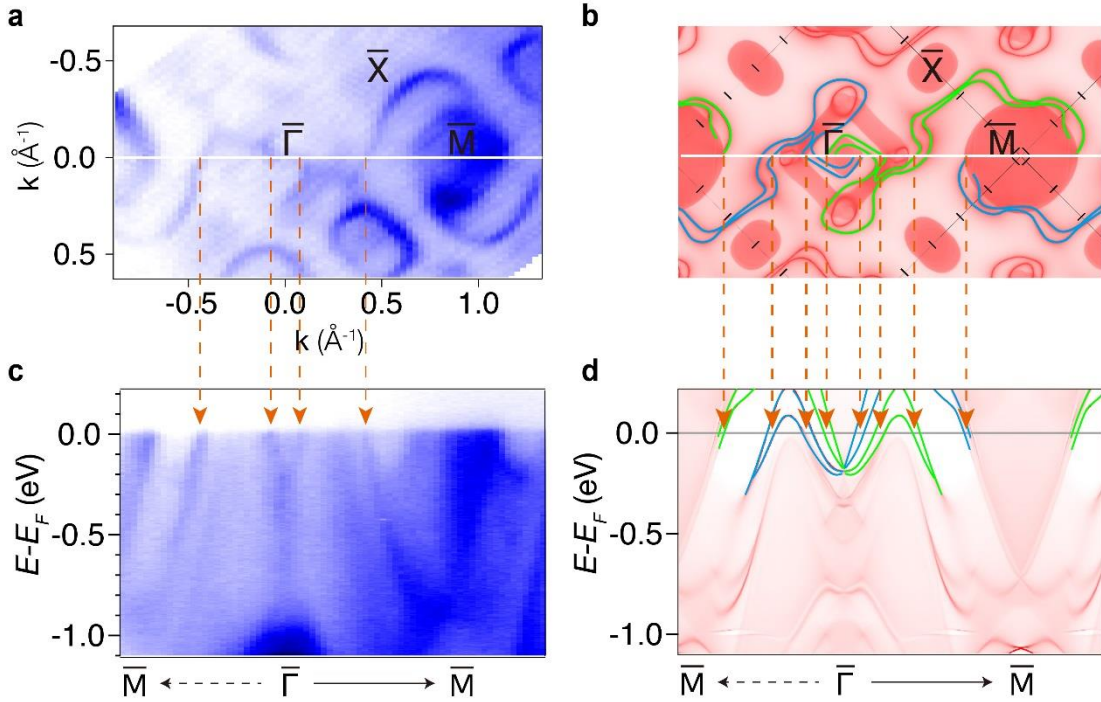 a
b
-0.5
0.0
0.5
k (Å⁻¹)
X̅
Γ̅
M̅
-0.5
0.0
0.5
1.0
k (Å⁻¹)
X̅
Γ̅
M̅
c
d
0.0
-0.5
-1.0
E-E_F (eV)
M̅
Γ̅
M̅
0.0
-0.5
-1.0
E-E_F (eV)
M̅
Γ̅
M̅